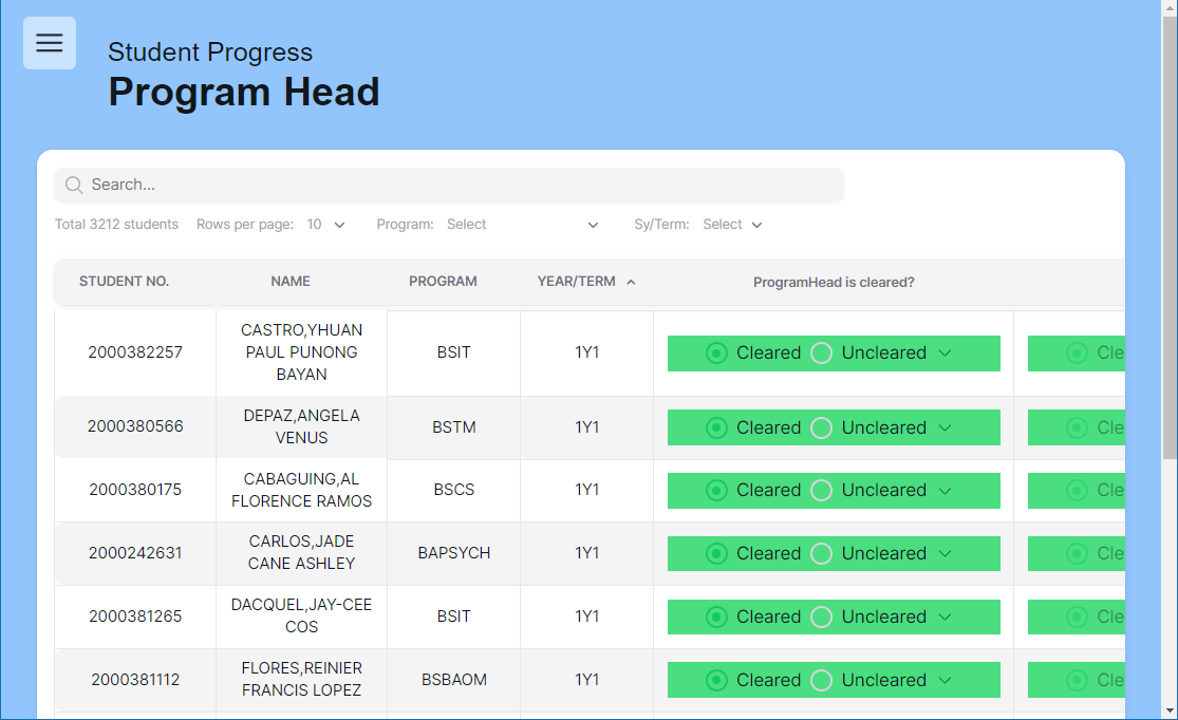 Student Progress
Program Head
Search...
Total 3212 students Rows per page: 10 Program: Select Sy/Term: Select
STUDENT NO. NAME PROGRAM YEAR/TERM ProgramHead is cleared?
2000382257 CASTRO,YHUAN PAUL PUNONG BAYAN BSIT 1Y1 Cleared Uncleared Cle
2000380566 DEPAZ,ANGELA VENUS BSTM 1Y1 Cleared Uncleared Cle
2000380175 CABAGUING,AL FLORENCE RAMOS BSCS 1Y1 Cleared Uncleared Cle
2000242631 CARLOS,JADE CANE ASHLEY BAPSYCH 1Y1 Cleared Uncleared Cle
2000381265 DACQUEL,JAY-CEE COS BSIT 1Y1 Cleared Uncleared Cle
2000381112 FLORES,REINIER FRANCIS LOPEZ BSBAOM 1Y1 Cleared Uncleared Cle